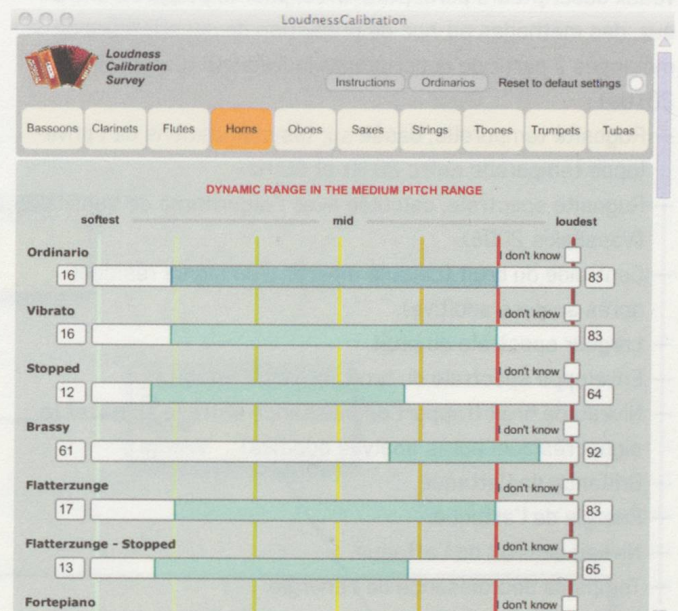 LoudnessCalibration
Loudness
Calibration
Survey
Instructions Ordinarios Reset to defaut settings
Bassoons Clarinets Flutes Horns Oboes Saxes Strings Tbones Trumpets Tubas
DYNAMIC RANGE IN THE MEDIUM PITCH RANGE
softest mid loudest
Ordinario
I don't know
16 83
Vibrato
I don't know
16 83
Stopped
I don't know
12 64
Brassy
I don't know
61 92
Flatterzunge
I don't know
17 83
Flatterzunge - Stopped
I don't know
13 65
Fortepiano
I don't know